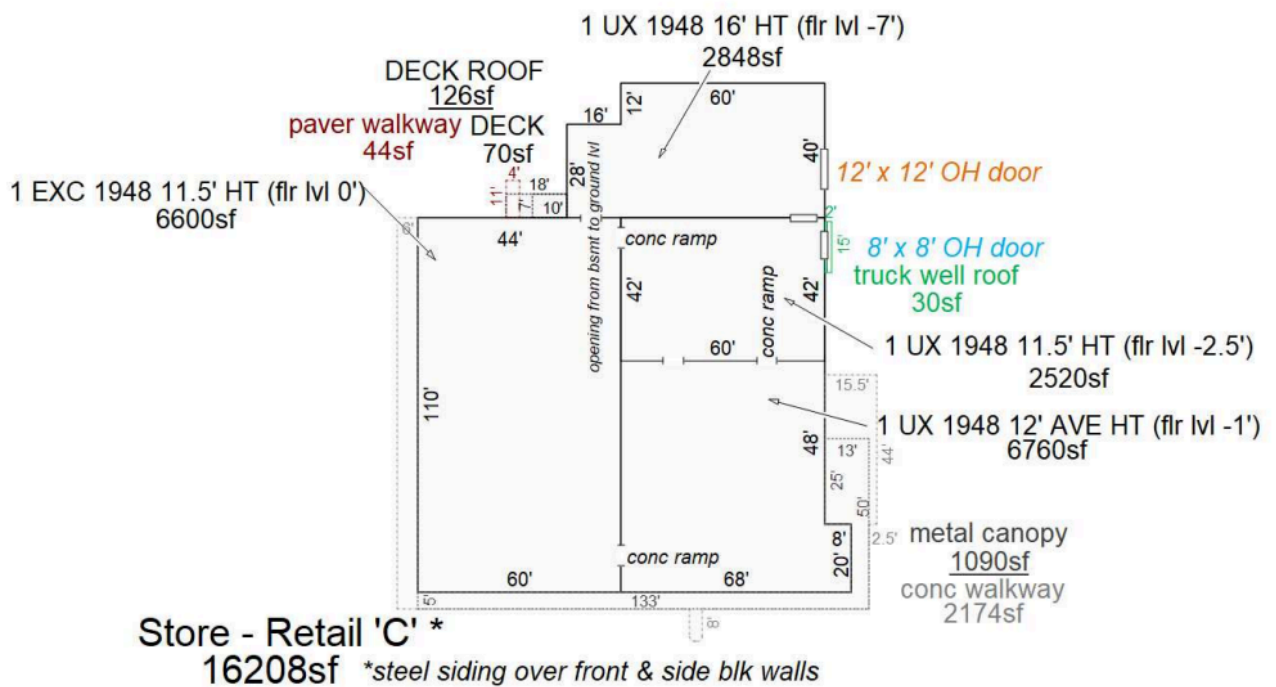 1 UX 1948 16' HT (flr lvl -7')
2848sf
DECK ROOF
126sf
paver walkway
44sf
DECK
70sf
1 EXC 1948 11.5' HT (flr lvl 0')
6600sf
16'
12'
60'
28'
40'
4'
18'
11'
7'
10'
opening from bsmt to ground lvl
12' x 12' OH door
2'
15'
8' x 8' OH door
truck well roof
30sf
44'
conc ramp
42'
conc ramp
42'
60'
1 UX 1948 11.5' HT (flr lvl -2.5')
2520sf
15.5'
1 UX 1948 12' AVE HT (flr lvl -1')
6760sf
110'
48'
13'
44'
25'
50'
8'
2.5'
20'
metal canopy
1090sf
conc walkway
2174sf
conc ramp
60'
68'
5'
133'
8'
Store - Retail 'C' *
16208sf
*steel siding over front & side blk walls